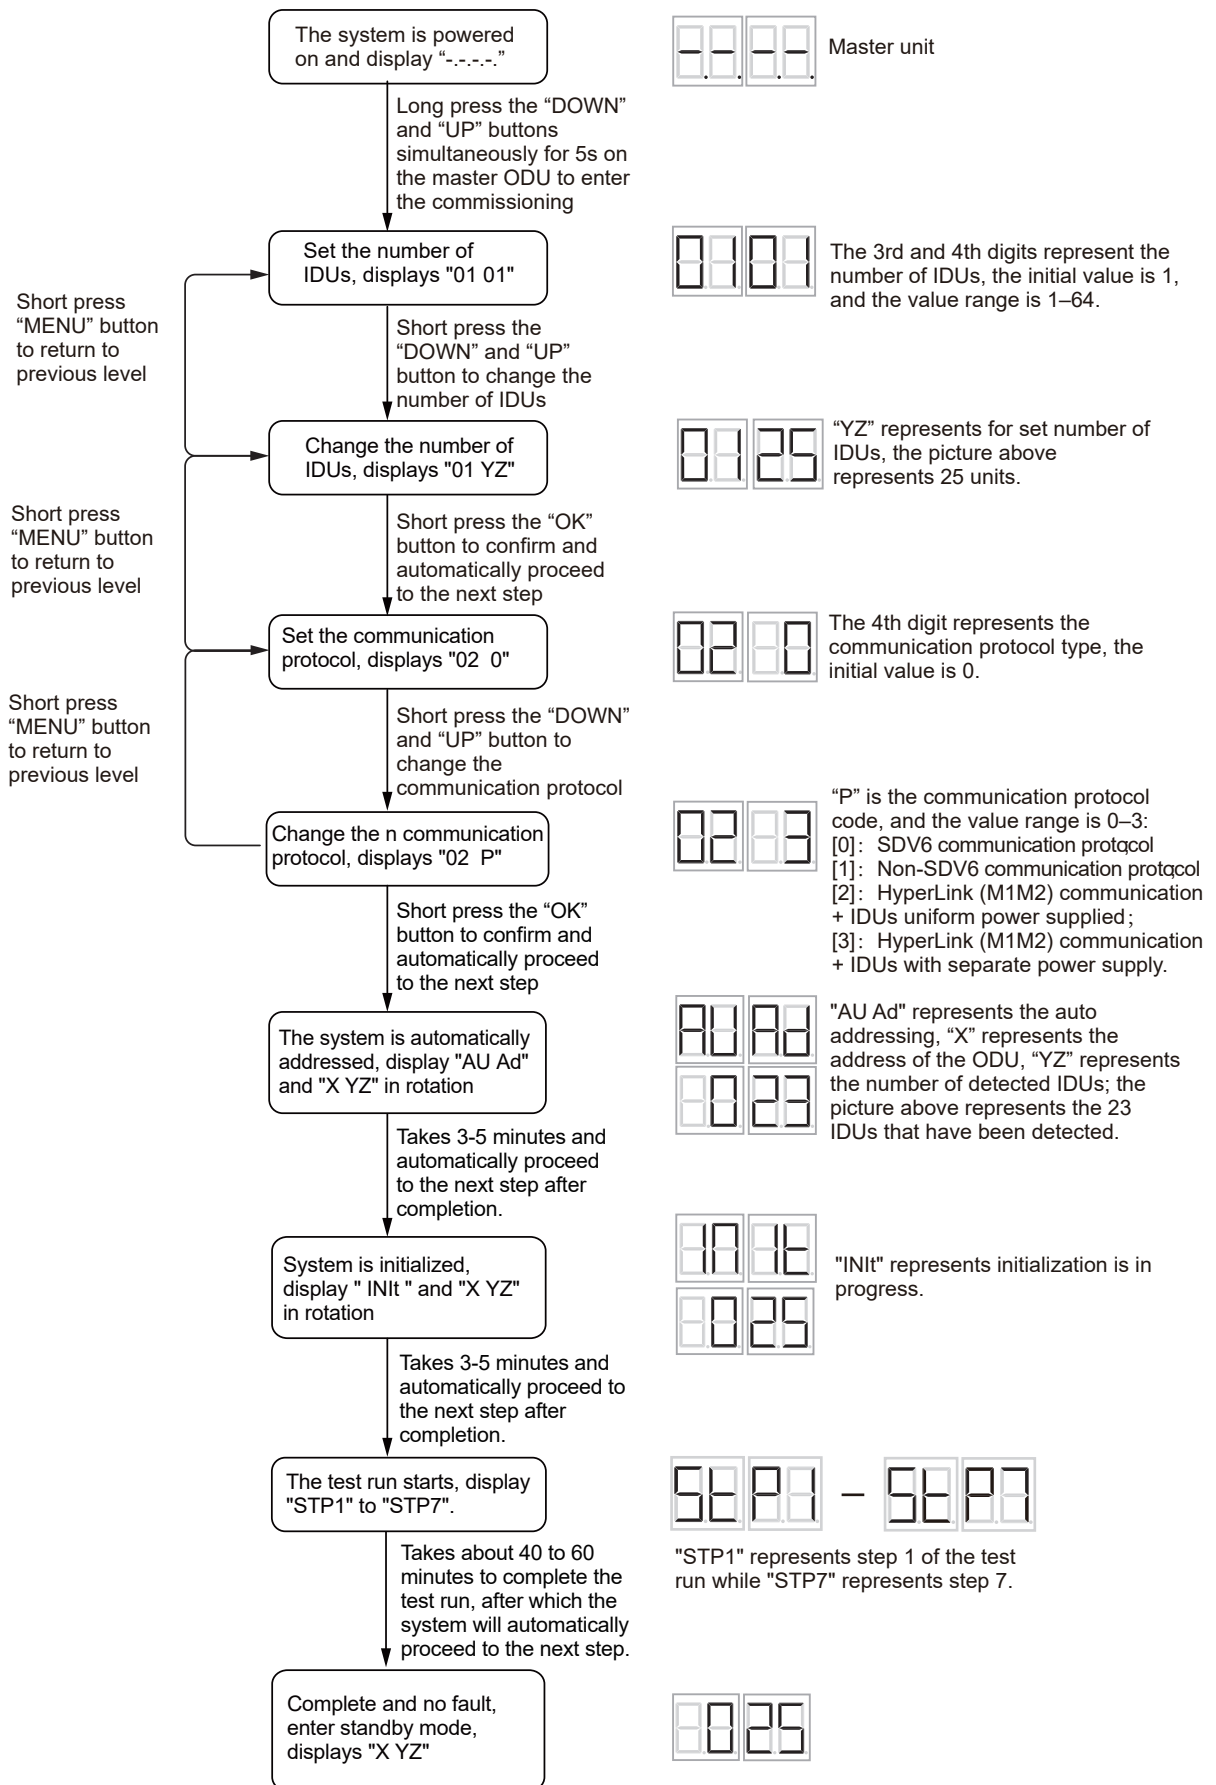 The system is powered
on and display “-.-.-.-.”
-.-.-.-.
Master unit
Long press the “DOWN”
and “UP” buttons
simultaneously for 5s on
the master ODU to enter
the commissioning
Set the number of
IDUs, displays "01 01"
0101
The 3rd and 4th digits represent the
number of IDUs, the initial value is 1,
and the value range is 1–64.
Short press
“MENU” button
to return to
previous level
Short press the
“DOWN” and “UP”
button to change the
number of IDUs
Change the number of
IDUs, displays "01 YZ"
0125
“YZ” represents for set number of
IDUs, the picture above
represents 25 units.
Short press
“MENU” button
to return to
previous level
Short press the “OK”
button to confirm and
automatically proceed
to the next step
Set the communication
protocol, displays "02  0"
02 0
The 4th digit represents the
communication protocol type, the
initial value is 0.
Short press
“MENU” button
to return to
previous level
Short press the “DOWN”
and “UP” button to
change the
communication protocol
Change the n communication
protocol, displays "02  P"
02 3
“P” is the communication protocol
code, and the value range is 0–3:
[0]: SDV6 communication protocol
[1]: Non-SDV6 communication protocol
[2]: HyperLink (M1M2) communication
+ IDUs uniform power supplied;
[3]: HyperLink (M1M2) communication
+ IDUs with separate power supply.
Short press the “OK”
button to confirm and
automatically proceed
to the next step
The system is automatically
addressed, display "AU Ad"
and "X YZ" in rotation
AU Ad
023
"AU Ad" represents the auto
addressing, “X” represents the
address of the ODU, “YZ” represents
the number of detected IDUs; the
picture above represents the 23
IDUs that have been detected.
Takes 3-5 minutes and
automatically proceed
to the next step after
completion.
System is initialized,
display " INIt " and "X YZ"
in rotation
INIt
025
"INIt" represents initialization is in
progress.
Takes 3-5 minutes and
automatically proceed to
the next step after
completion.
The test run starts, display
"STP1" to "STP7".
StP1 – StP7
"STP1" represents step 1 of the test
run while "STP7" represents step 7.
Takes about 40 to 60
minutes to complete the
test run, after which the
system will automatically
proceed to the next step.
Complete and no fault,
enter standby mode,
displays "X YZ"
025